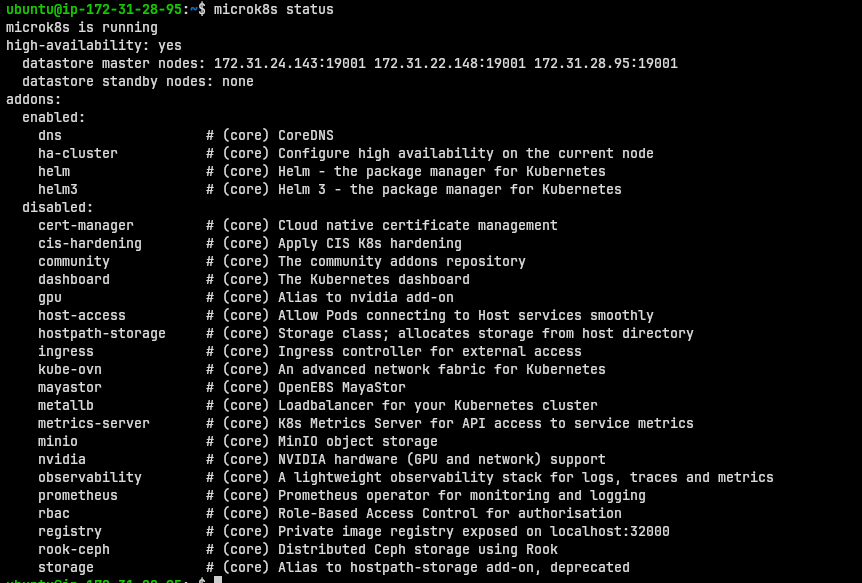 ubuntu@ip-172-31-28-95:~$ microk8s status
microk8s is running
high-availability: yes
  datastore master nodes: 172.31.24.143:19001 172.31.22.148:19001 172.31.28.95:19001
  datastore standby nodes: none
addons:
  enabled:
    dns                  # (core) CoreDNS
    ha-cluster           # (core) Configure high availability on the current node
    helm                 # (core) Helm - the package manager for Kubernetes
    helm3                # (core) Helm 3 - the package manager for Kubernetes
  disabled:
    cert-manager         # (core) Cloud native certificate management
    cis-hardening        # (core) Apply CIS K8s hardening
    community            # (core) The community addons repository
    dashboard            # (core) The Kubernetes dashboard
    gpu                  # (core) Alias to nvidia add-on
    host-access          # (core) Allow Pods connecting to Host services smoothly
    hostpath-storage     # (core) Storage class; allocates storage from host directory
    ingress              # (core) Ingress controller for external access
    kube-ovn             # (core) An advanced network fabric for Kubernetes
    mayastor             # (core) OpenEBS MayaStor
    metallb              # (core) Loadbalancer for your Kubernetes cluster
    metrics-server       # (core) K8s Metrics Server for API access to service metrics
    minio                # (core) MinIO object storage
    nvidia               # (core) NVIDIA hardware (GPU and network) support
    observability        # (core) A lightweight observability stack for logs, traces and metrics
    prometheus           # (core) Prometheus operator for monitoring and logging
    rbac                 # (core) Role-Based Access Control for authorisation
    registry             # (core) Private image registry exposed on localhost:32000
    rook-ceph            # (core) Distributed Ceph storage using Rook
    storage              # (core) Alias to hostpath-storage add-on, deprecated
ubuntu@ip-172-31-28-95:~$